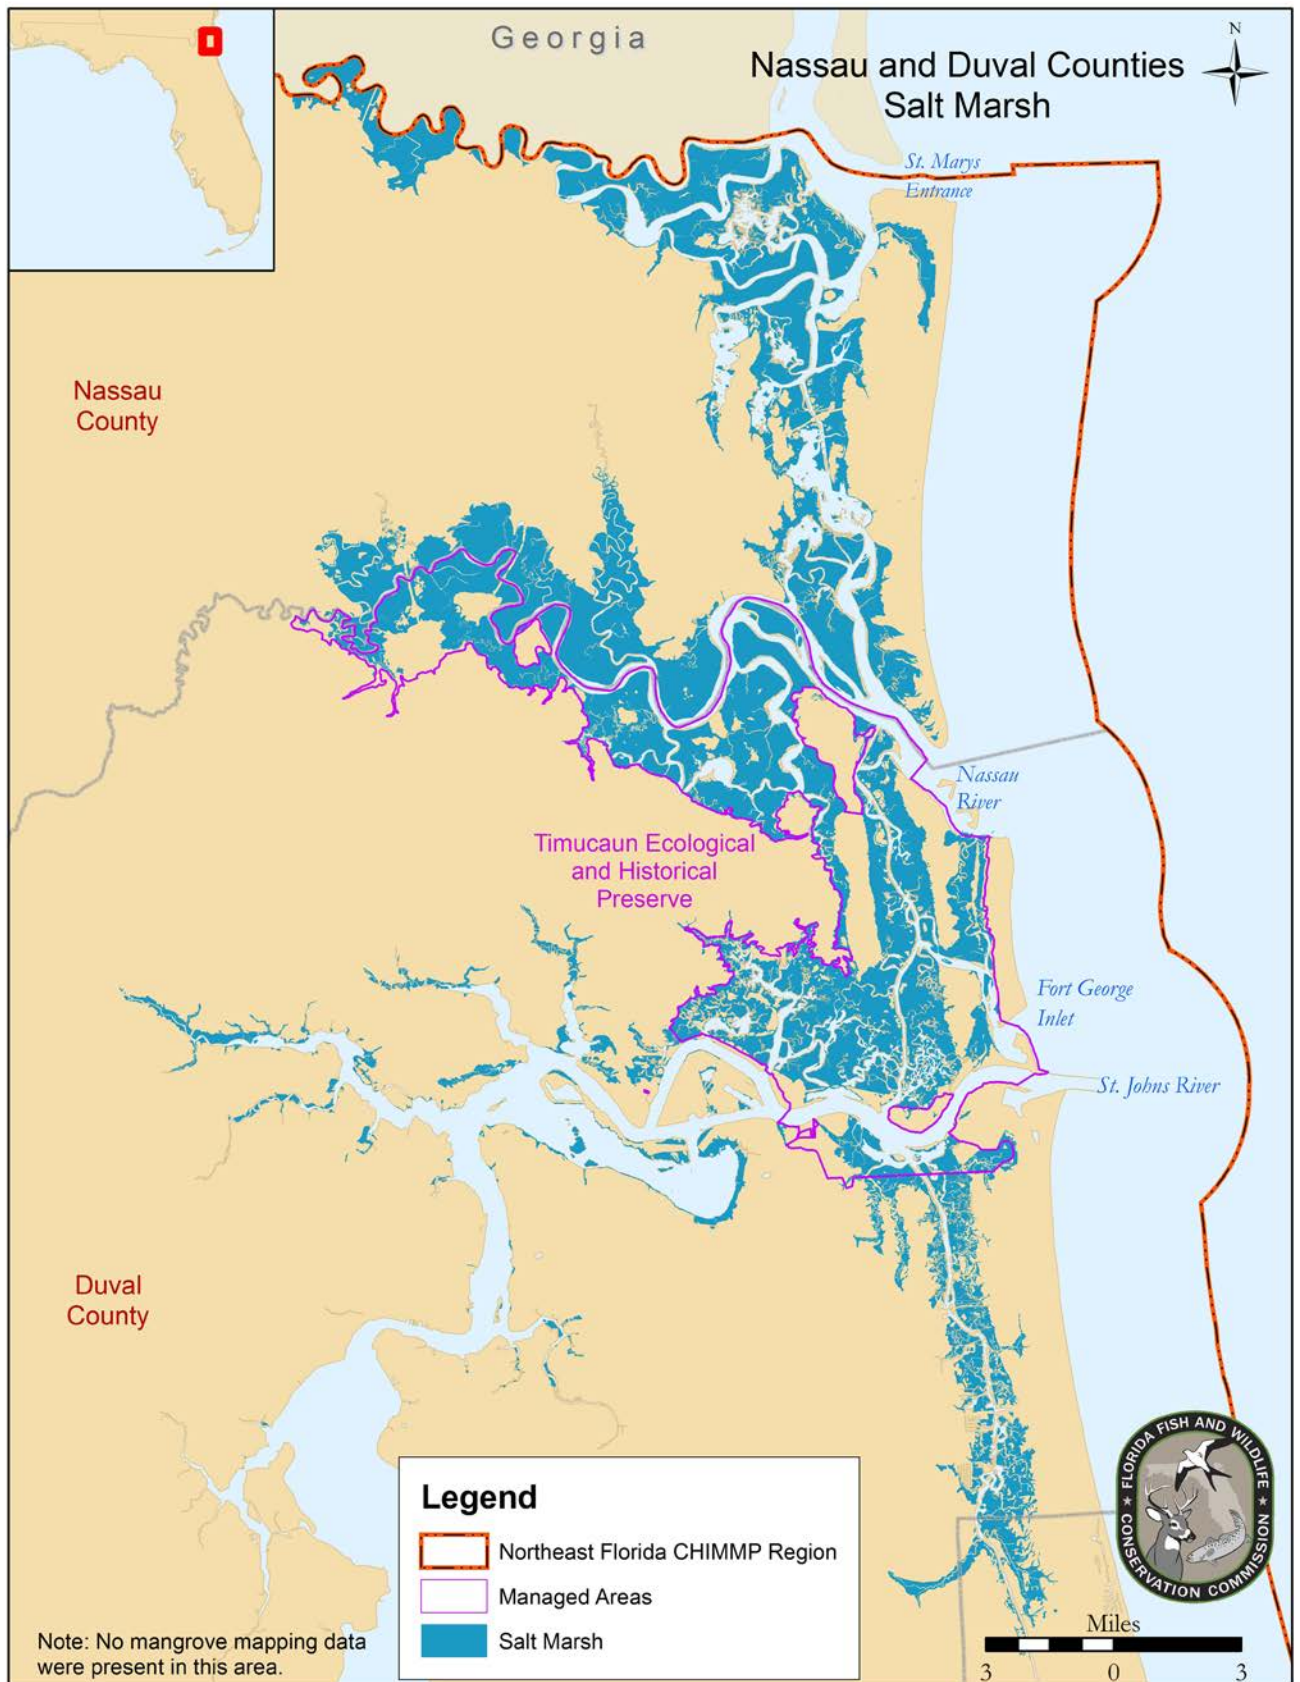 Georgia
N
Nassau and Duval Counties
Salt Marsh
St. Marys
Entrance
Nassau
County
Nassau
River
Timucaun Ecological
and Historical
Preserve
Fort George
Inlet
St. Johns River
Duval
County
Legend
Northeast Florida CHIMMP Region
Managed Areas
Salt Marsh
Note: No mangrove mapping data
were present in this area.
FLORIDA FISH AND WILDLIFE
CONSERVATION COMMISSION
Miles
3 0 3